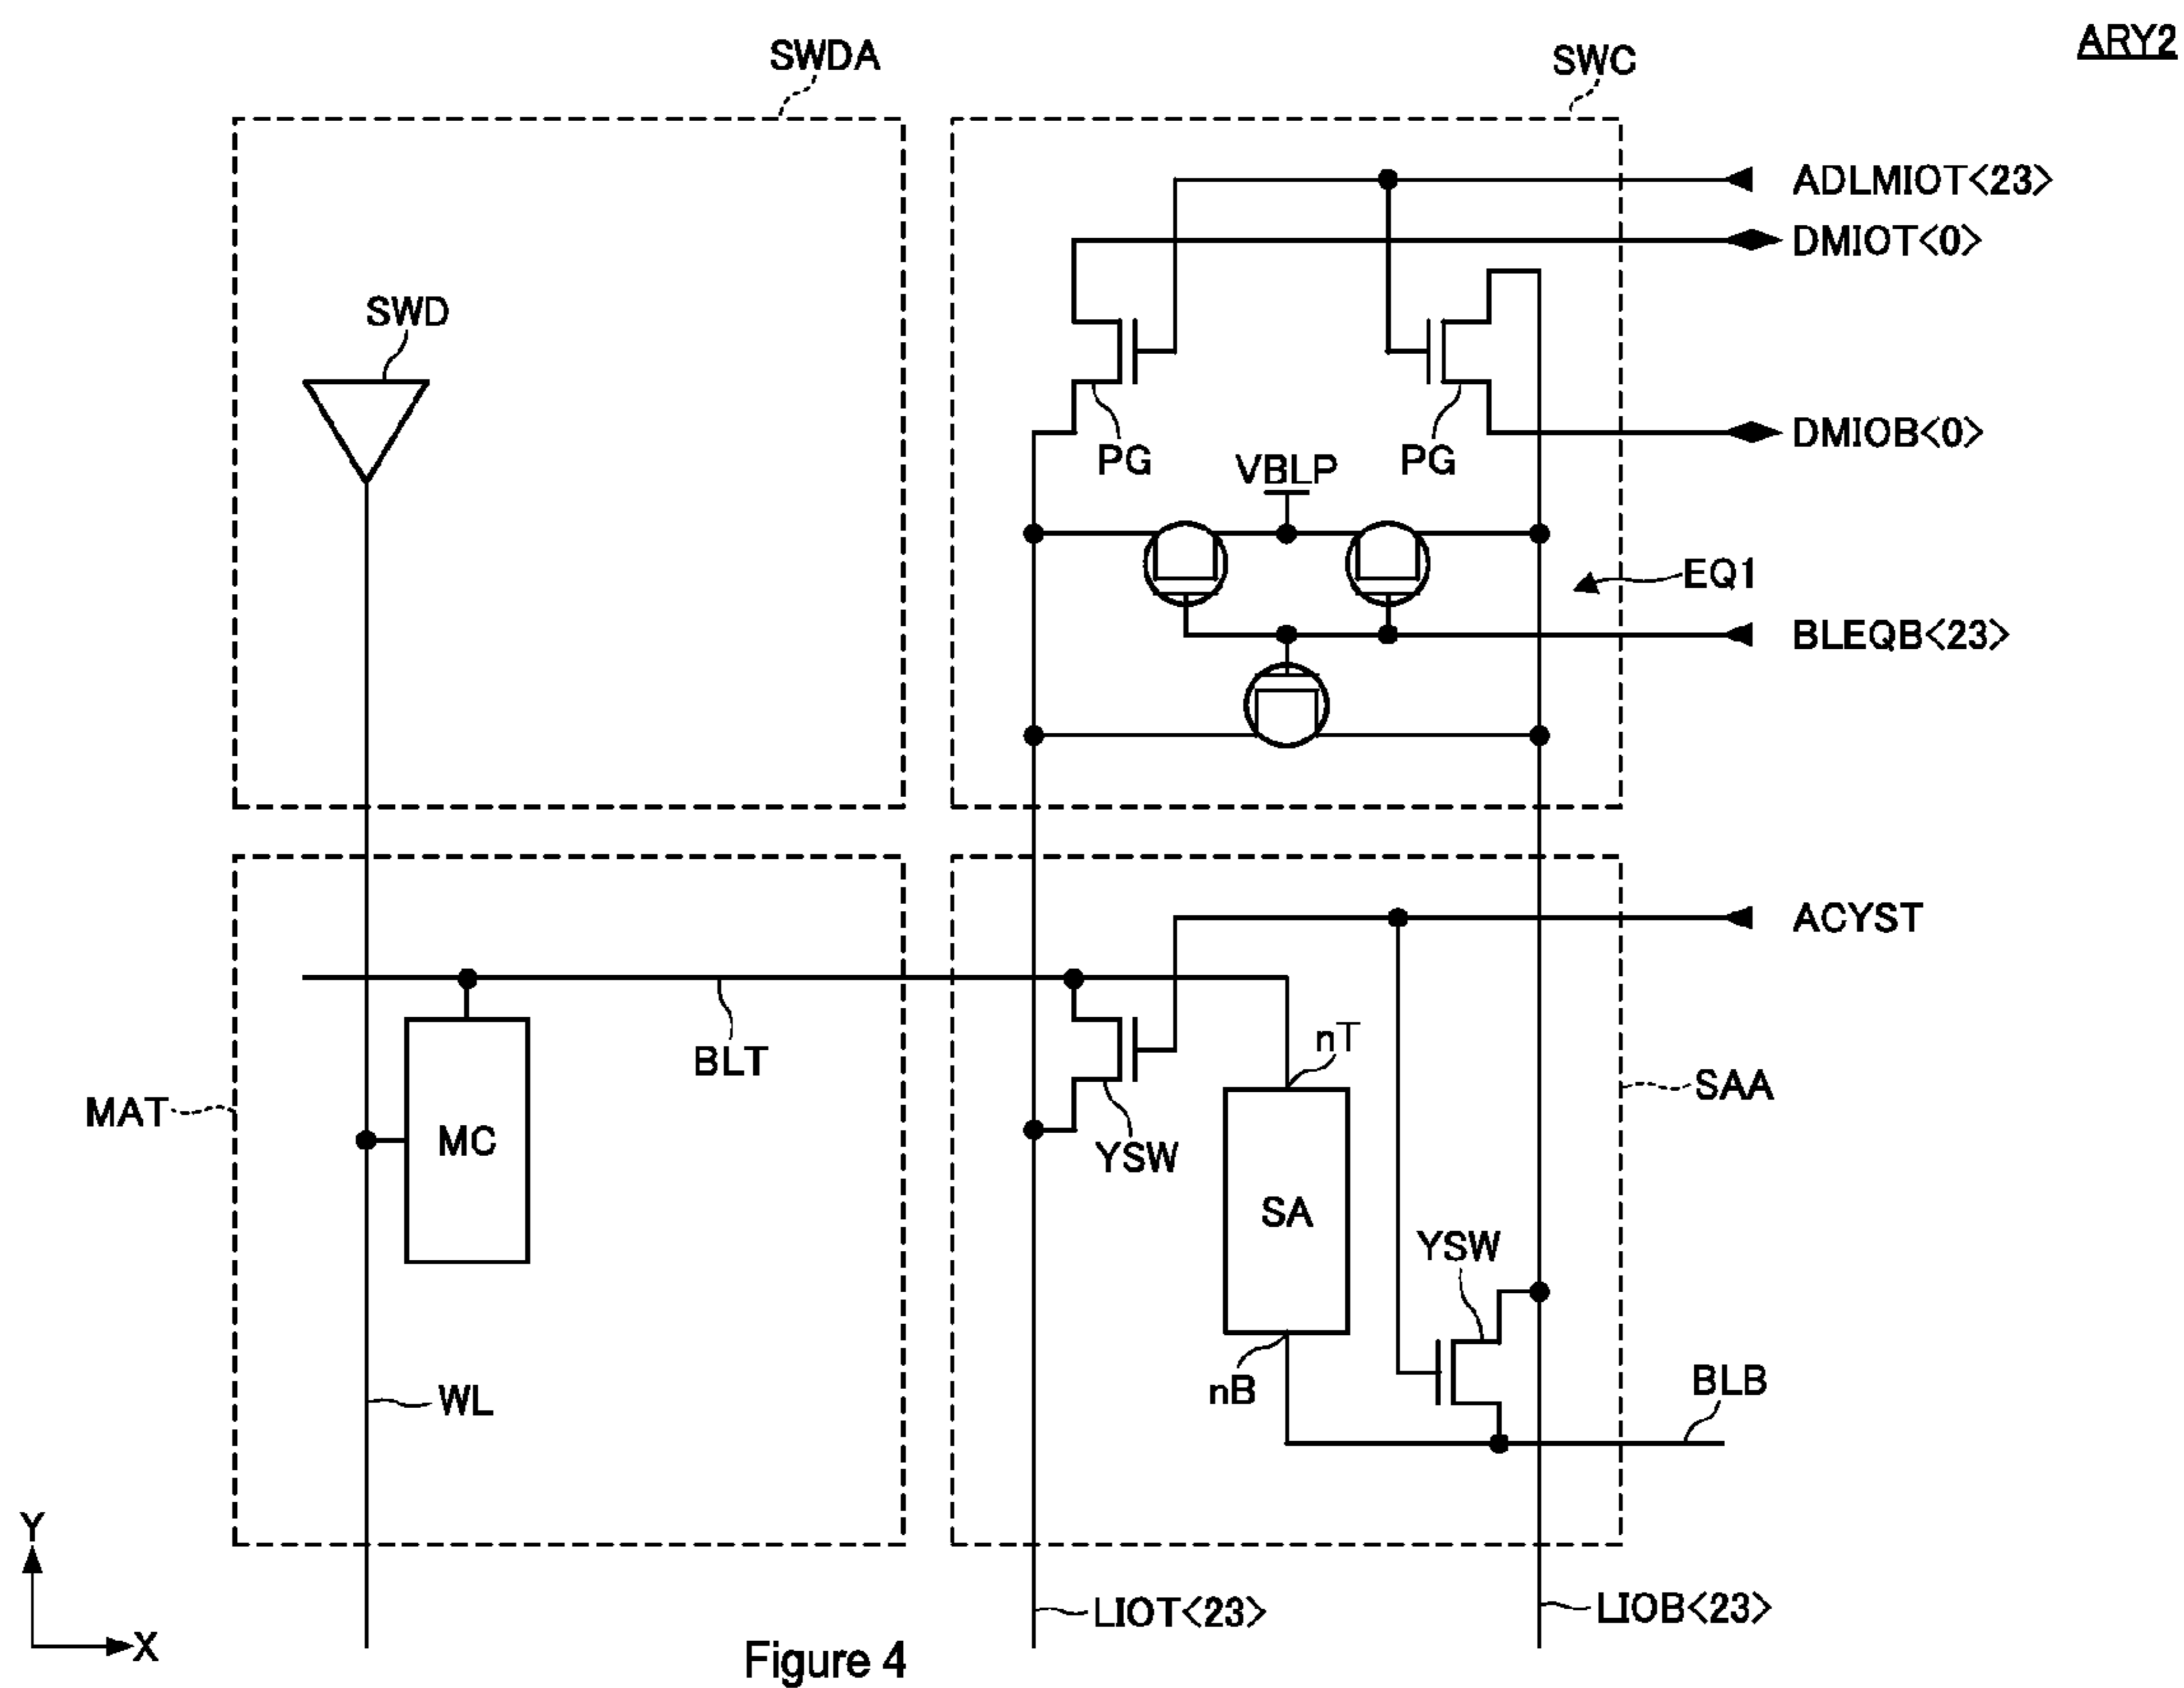 ARY2
SWDA
SWC
ADLMIOT<23>
DMIOT<0>
SWD
DMIOB<0>
PG
PG
VBLP
EQ1
BLEQB<23>
ACYST
nT
BLT
SAA
MAT
MC
YSW
SA
YSW
nB
BLB
WL
Y
LIOT<23>
LIOB<23>
X
Figure 4